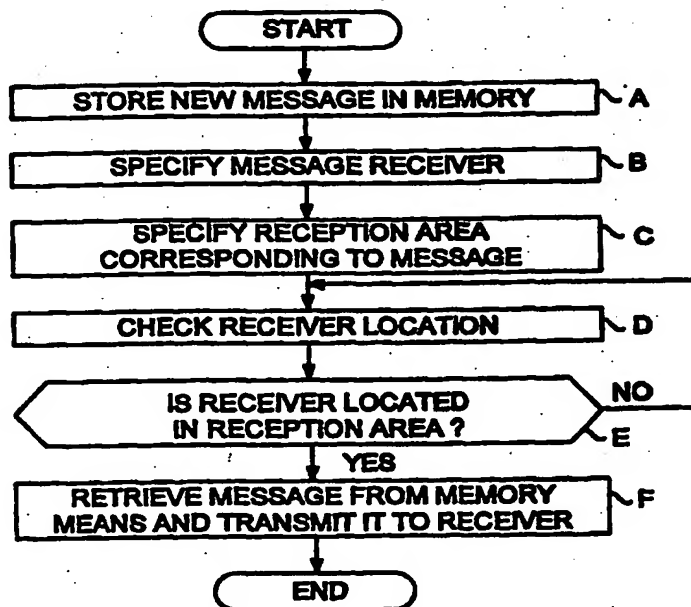 START
STORE NEW MESSAGE IN MEMORY
A
SPECIFY MESSAGE RECEIVER
B
SPECIFY RECEPTION AREA
CORRESPONDING TO MESSAGE
C
CHECK RECEIVER LOCATION
D
IS RECEIVER LOCATED
IN RECEPTION AREA ?
NO
E
YES
RETRIEVE MESSAGE FROM MEMORY
MEANS AND TRANSMIT IT TO RECEIVER
F
END